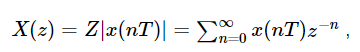 X(z) = Z|x(nT)| = ∑_{n=0}^{∞} x(nT)z^{-n} ,